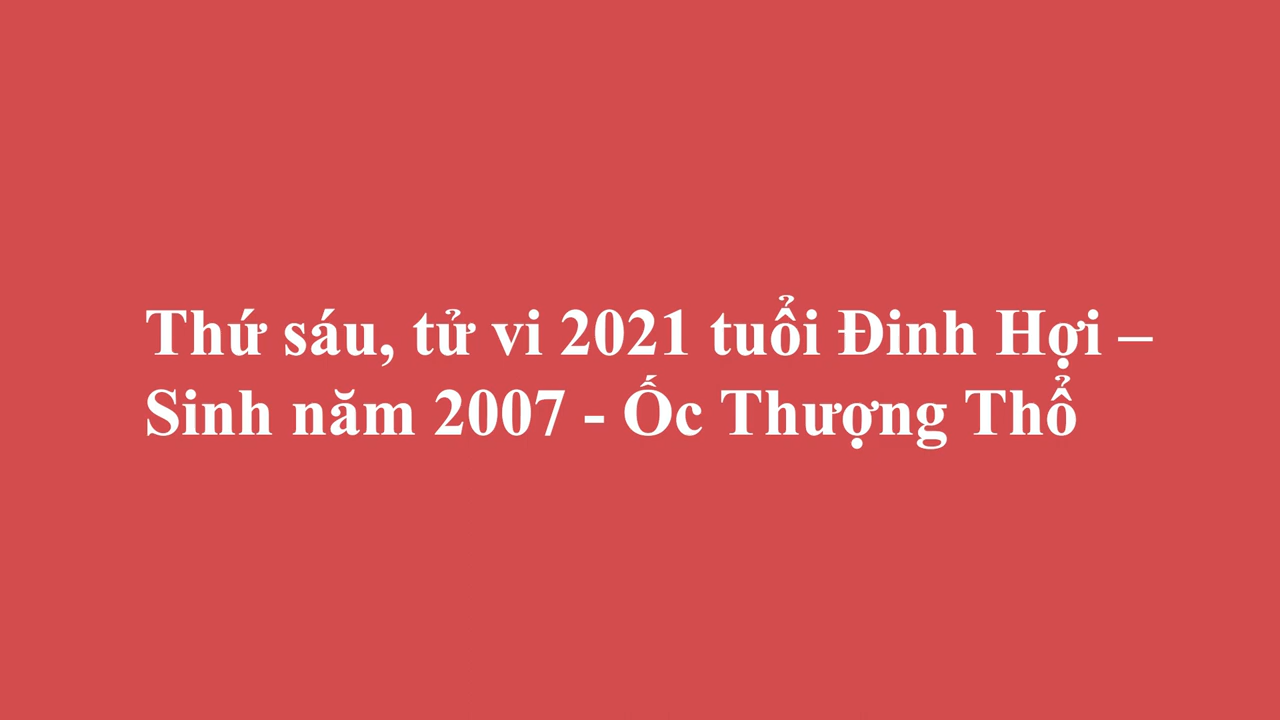 Thứ sáu, tử vi 2021 tuổi Đinh Hợi –
Sinh năm 2007 - Ốc Thượng Thổ